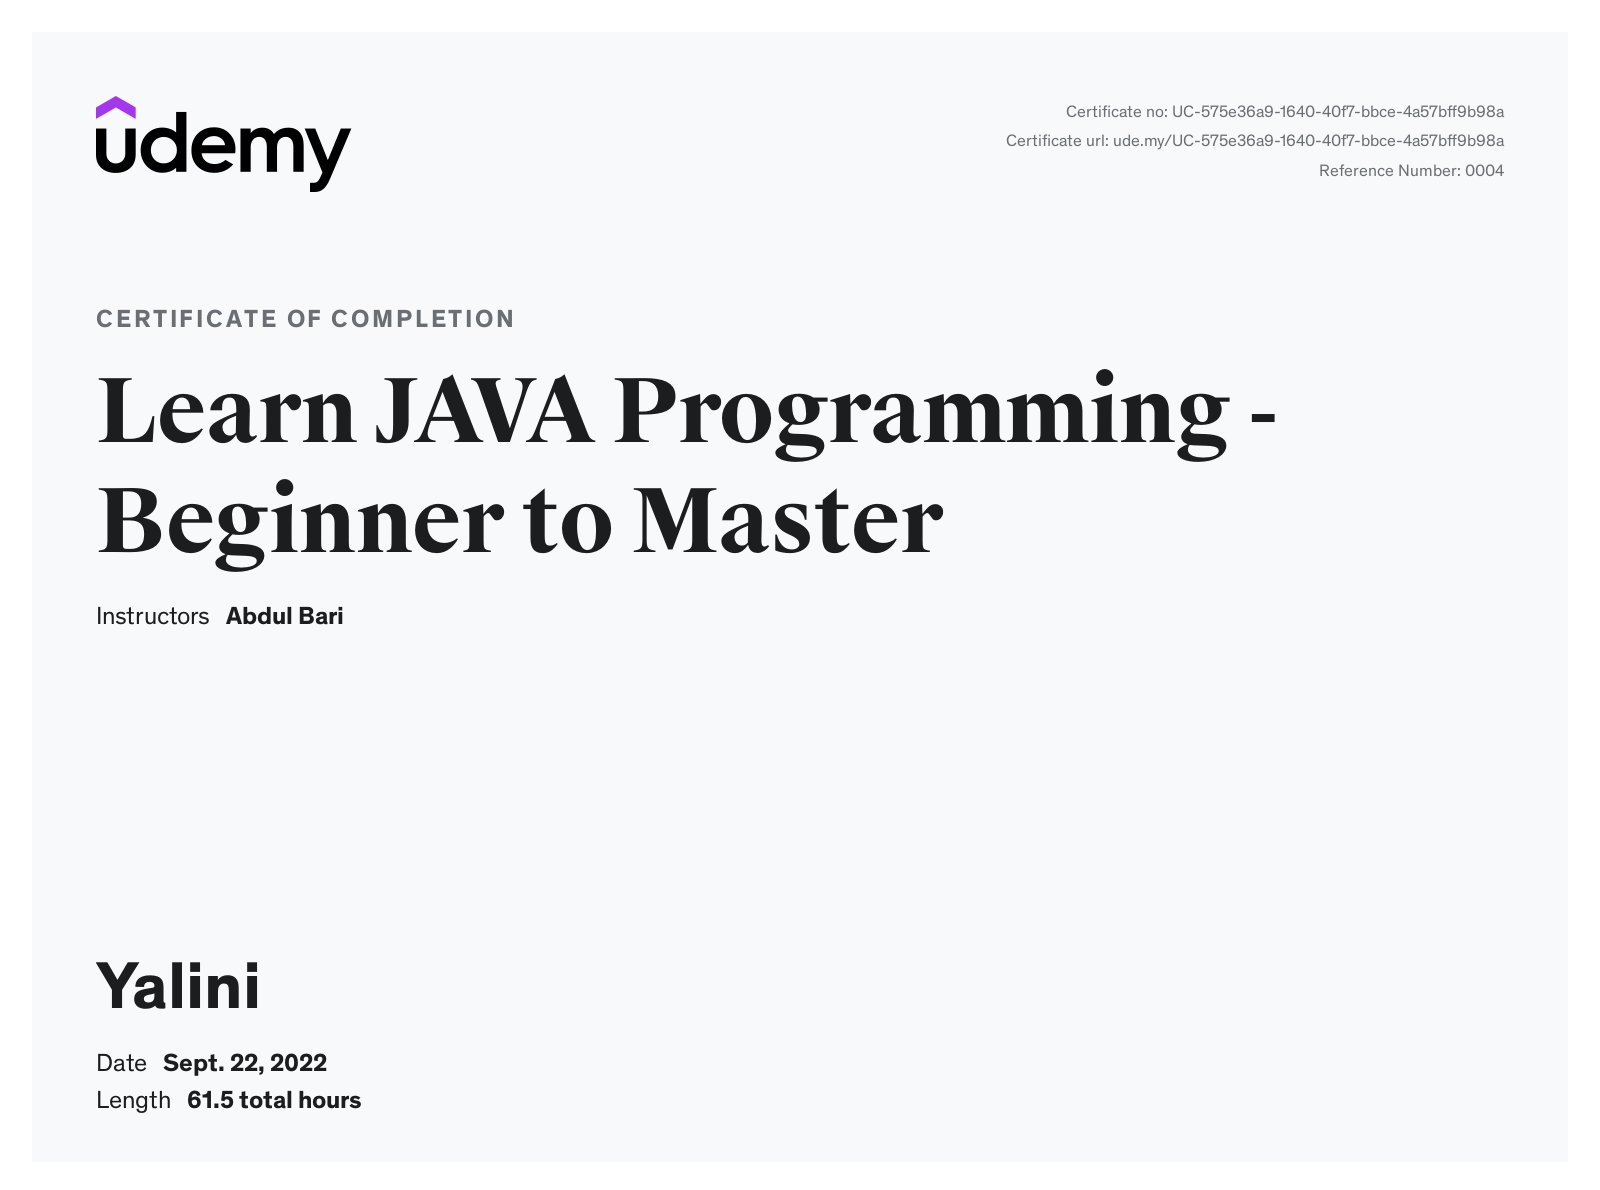 udemy
Certificate no: UC-575e36a9-1640-40f7-bbce-4a57bff9b98a
Certificate url: ude.my/UC-575e36a9-1640-40f7-bbce-4a57bff9b98a
Reference Number: 0004
CERTIFICATE OF COMPLETION
Learn JAVA Programming -
Beginner to Master
Instructors Abdul Bari
Yalini
Date Sept. 22, 2022
Length 61.5 total hours